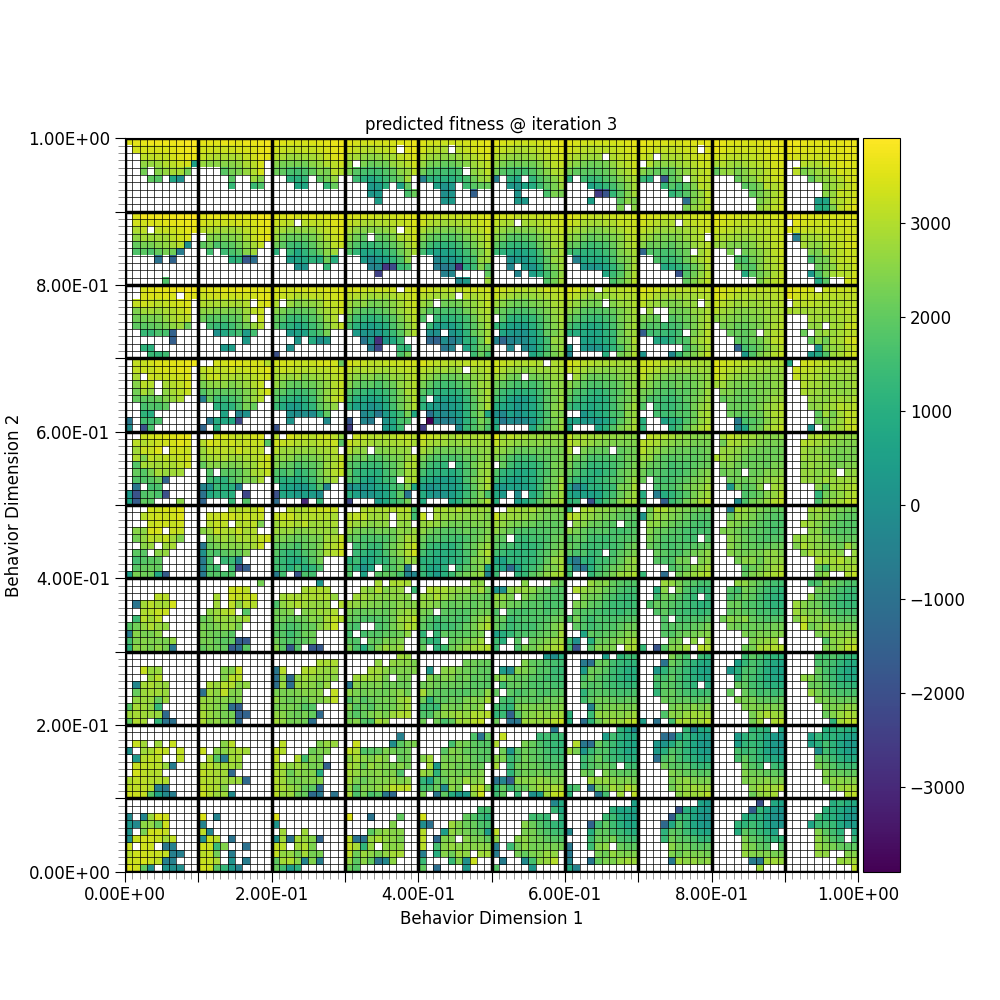 predicted fitness @ iteration 3
1.00E+00
8.00E-01
6.00E-01
4.00E-01
2.00E-01
0.00E+00
Behavior Dimension 2
0.00E+00 2.00E-01 4.00E-01 6.00E-01 8.00E-01 1.00E+00
Behavior Dimension 1
3000
2000
1000
0
−1000
−2000
−3000